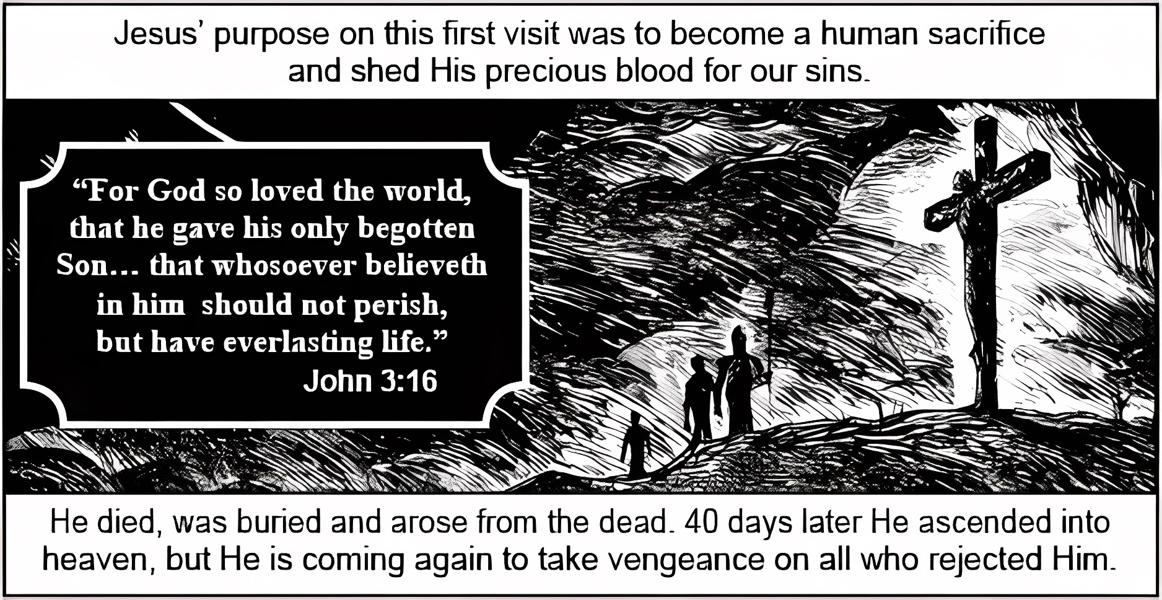 Jesus’ purpose on this first visit was to become a human sacrifice
and shed His precious blood for our sins.
“For God so loved the world,
that he gave his only begotten
Son... that whosoever believeth
in him should not perish,
but have everlasting life.”
John 3:16
He died, was buried and arose from the dead. 40 days later He ascended into
heaven, but He is coming again to take vengeance on all who rejected Him.